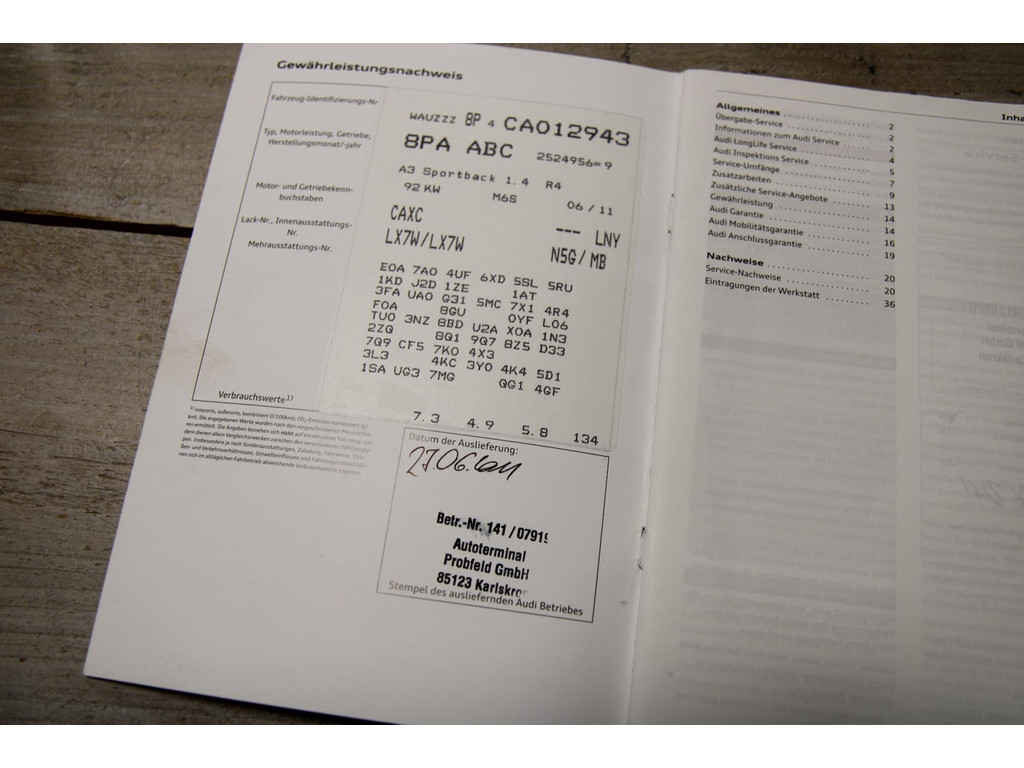 Gewährleistungsnachweis
Fahrzeug-Identifizierungs-Nr
WAUZZZ 8P 4 CA012943
Typ, Motorleistung, Getriebe,
Herstellungsmonat/-jahr
8PA ABC 2524956= 9
A3 Sportback 1.4 R4
92 KW M6S 06 / 11
Motor- und Getriebekenn-
buchstaben
CAXC --- LNY
Lack-Nr., Innenausstattungs-
Nr.
LX7W/LX7W N5G / MB
Mehrausstattungs-Nr.
E0A 7A0 4UF 6XD 5SL 5RU
1KD J2D 1ZE 1AT
3FA UA0 G31 5MC 7X1 4R4
F0A 8GU 0YF L06
TU0 3NZ 8BD U2A X0A 1N3
2ZQ 8Q1 9Q7 8Z5 D33
7Q9 CF5 7K0 4X3
3L3 4KC 3Y0 4K4 5D1
1SA UG3 7MG QG1 4GF
Verbrauchswerte1)
7.3 4.9 5.8 134
Datum der Auslieferung:
27.06.
Betr.-Nr. 141 / 0791
Autoterminal
Probfeld GmbH
85123 Karlskro
Stempel des ausliefernden Audi Betriebes
Allgemeines ..... 2
Übergabe-Service ..... 2
Informationen zum Audi Service ..... 2
Audi LongLife Service ..... 4
Audi Inspektions Service ..... 5
Service-Umfänge ..... 7
Zusatzarbeiten ..... 9
Zusätzliche Service-Angebote ..... 13
Gewährleistung ..... 14
Audi Garantie ..... 14
Audi Mobilitätsgarantie ..... 16
Audi Anschlussgarantie ..... 19
Nachweise ..... 20
Service-Nachweise ..... 20
Eintragungen der Werkstatt ..... 36
Inha